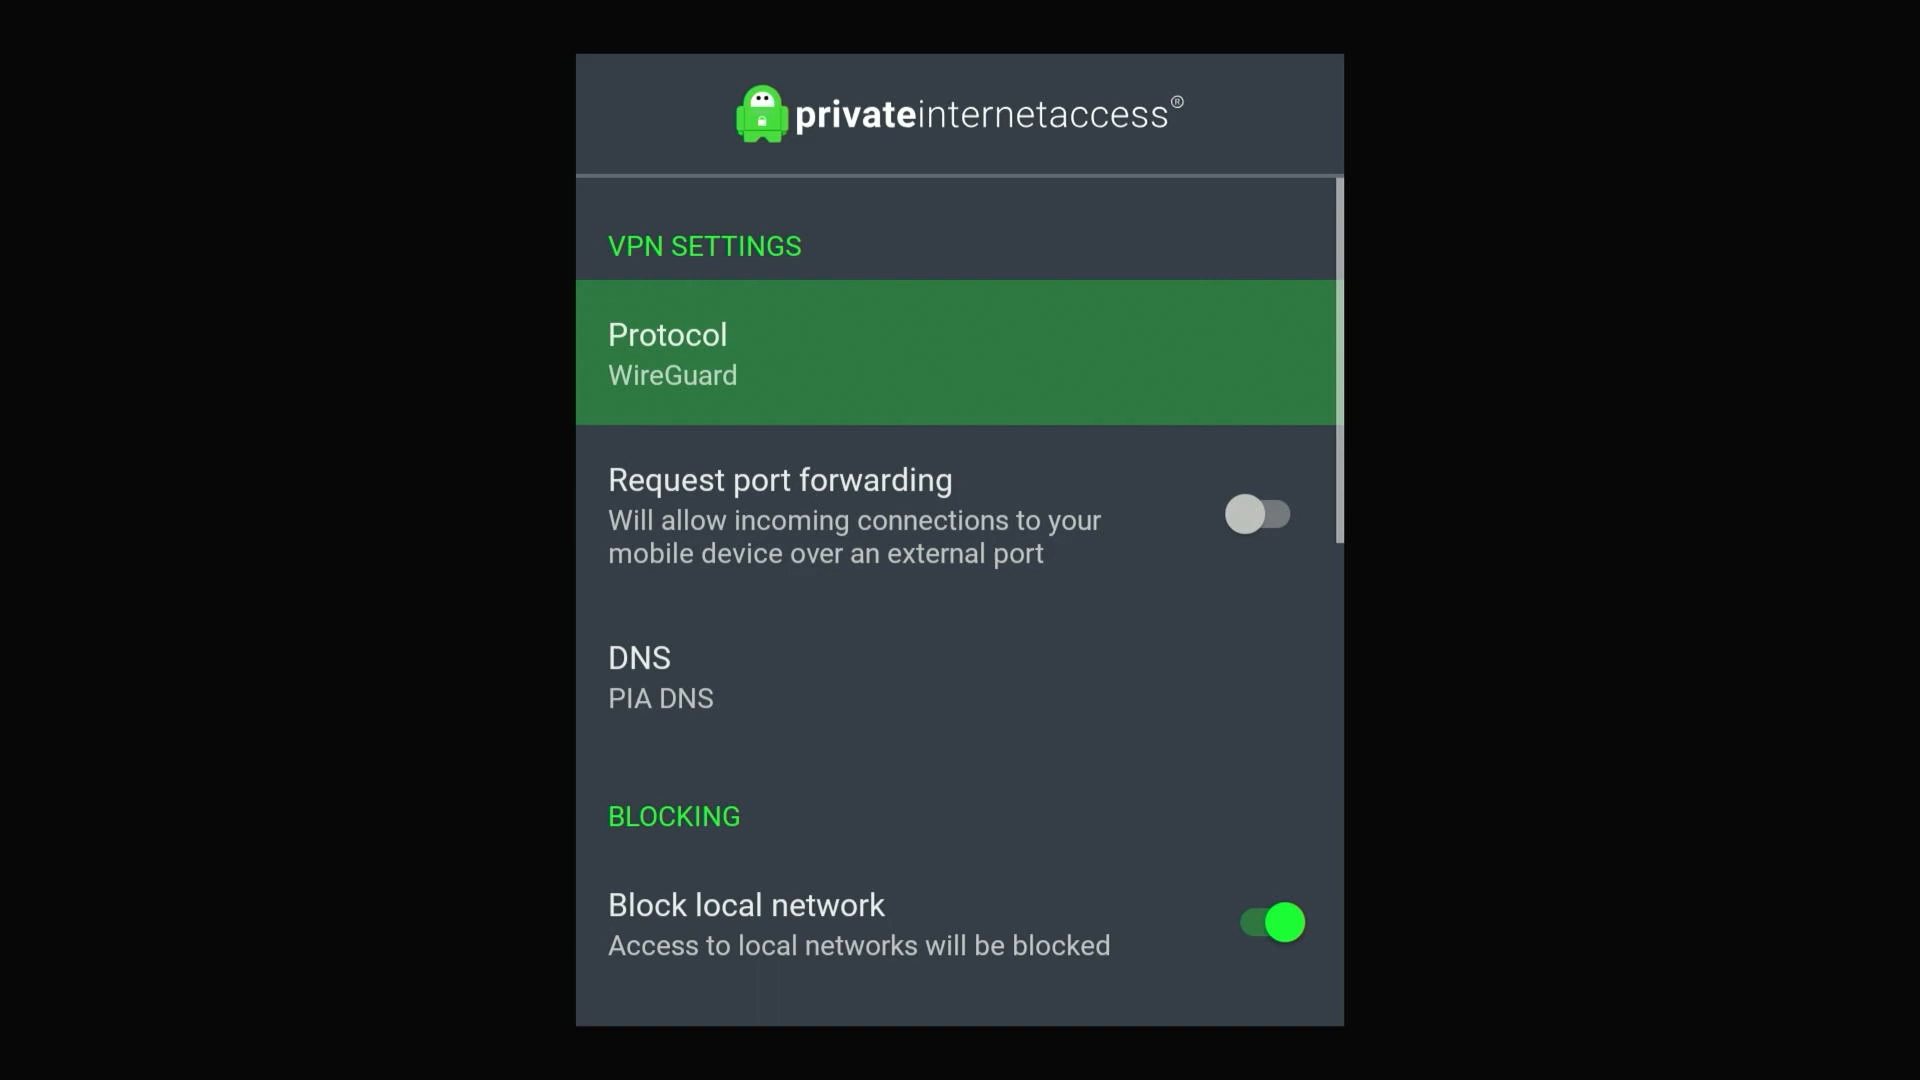 privateinternetaccess®
VPN SETTINGS
Protocol
WireGuard
Request port forwarding
Will allow incoming connections to your
mobile device over an external port
DNS
PIA DNS
BLOCKING
Block local network
Access to local networks will be blocked